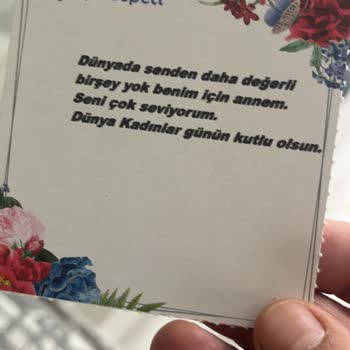 Dünyada senden daha değerli
birşey yok benim için annem.
Seni çok seviyorum.
Dünya Kadınlar günün kutlu olsun.